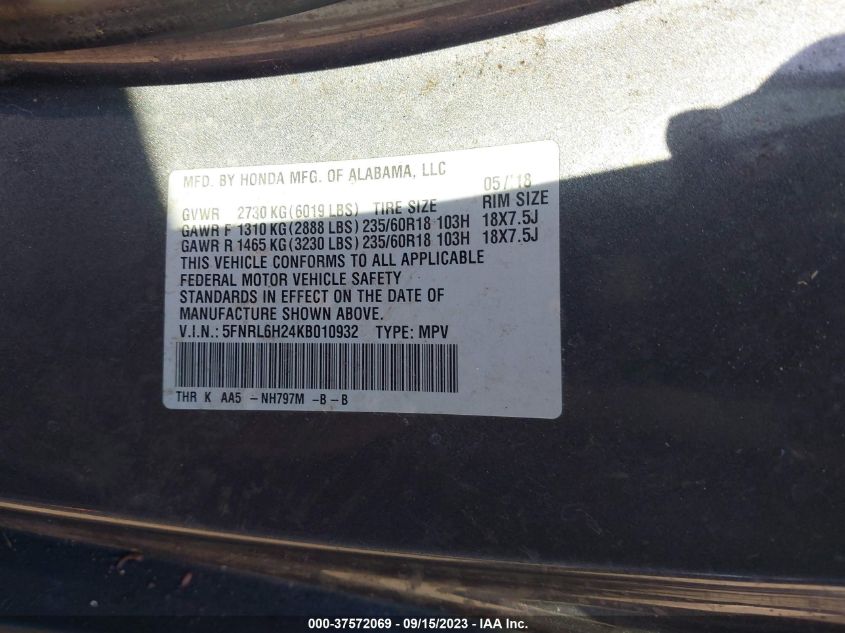 MFD. BY HONDA MFG. OF ALABAMA, LLC 05/'18
GVWR 2730 KG (6019 LBS) TIRE SIZE RIM SIZE
GAWR F 1310 KG (2888 LBS) 235/60R18 103H 18X7.5J
GAWR R 1465 KG (3230 LBS) 235/60R18 103H 18X7.5J
THIS VEHICLE CONFORMS TO ALL APPLICABLE
FEDERAL MOTOR VEHICLE SAFETY
STANDARDS IN EFFECT ON THE DATE OF
MANUFACTURE SHOWN ABOVE.
V.I.N.: 5FNRL6H24KB010932 TYPE: MPV
THR K AA5 - NH797M -B - B
000-37572069 - 09/15/2023 - IAA Inc.